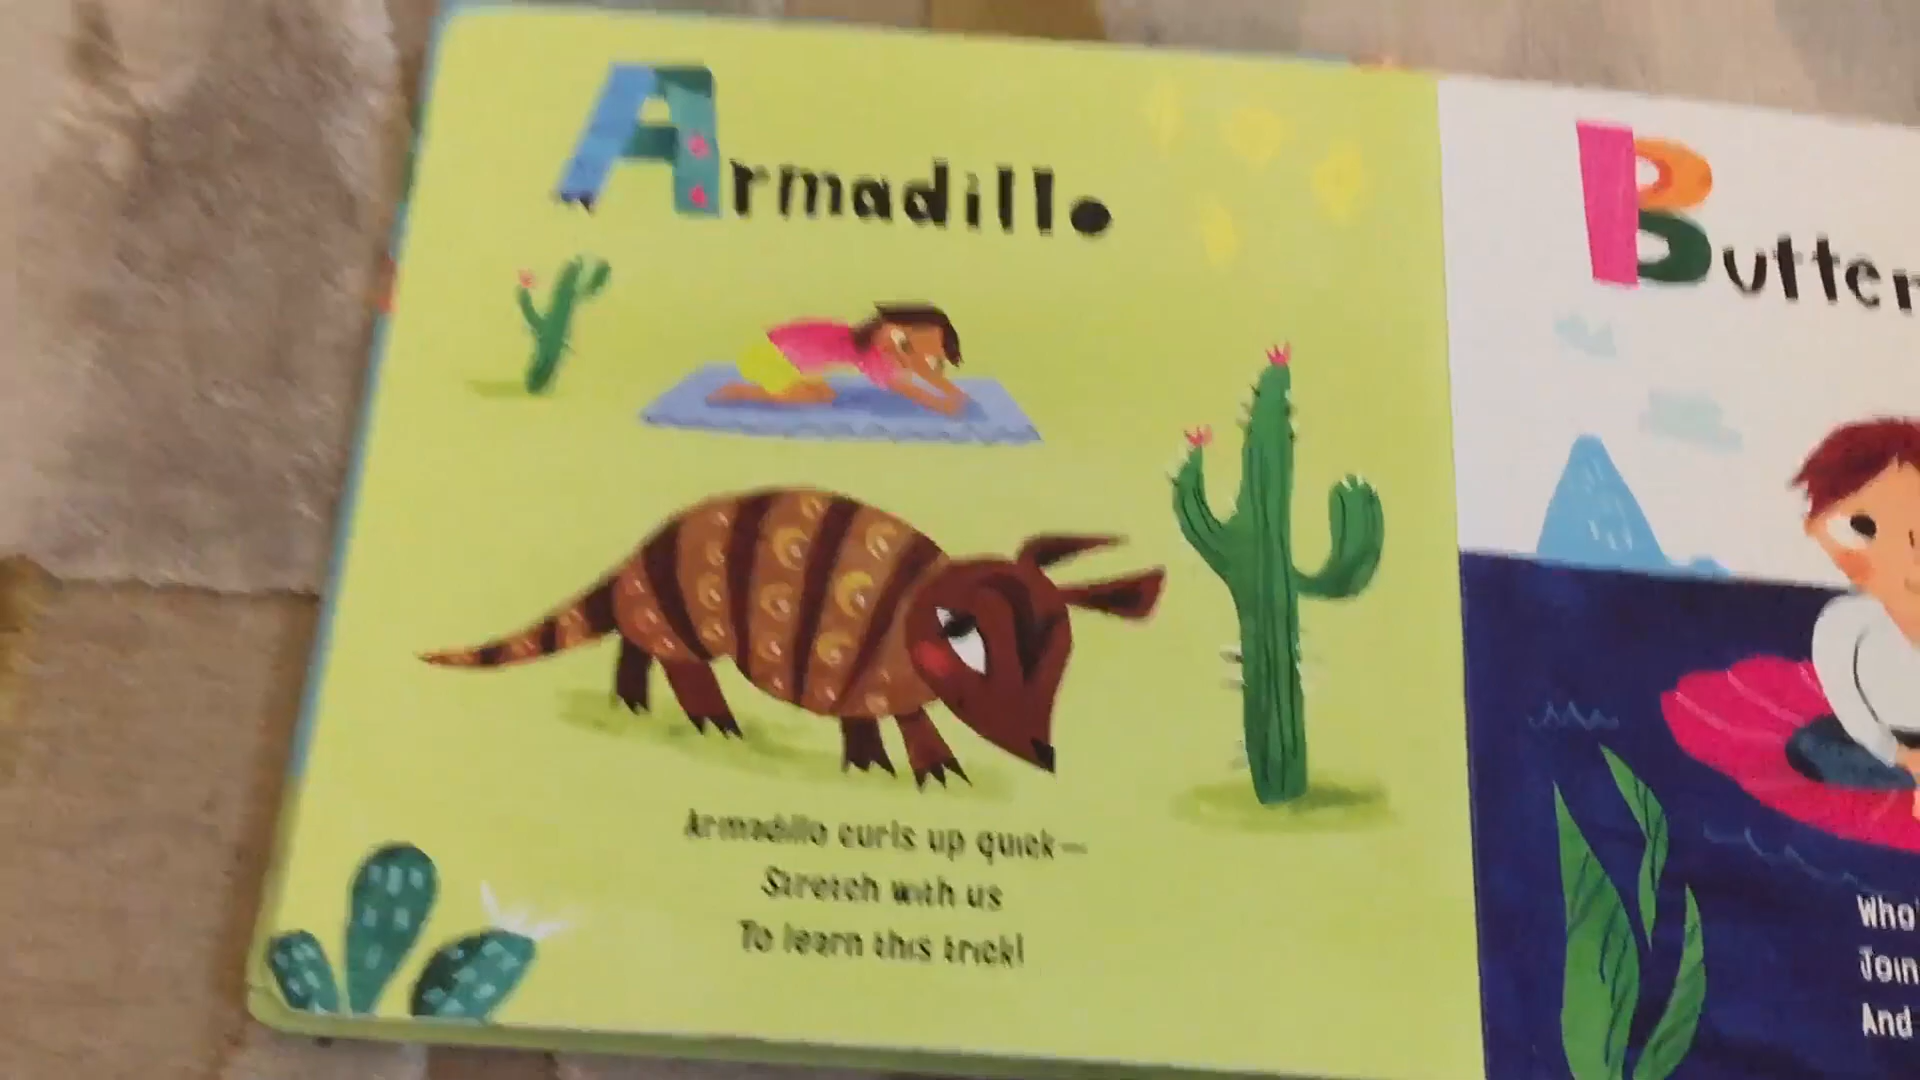 Armadillo
Armadillo curls up quick—
Stretch with us
To learn this trick!
Butter
Who'
Join
And